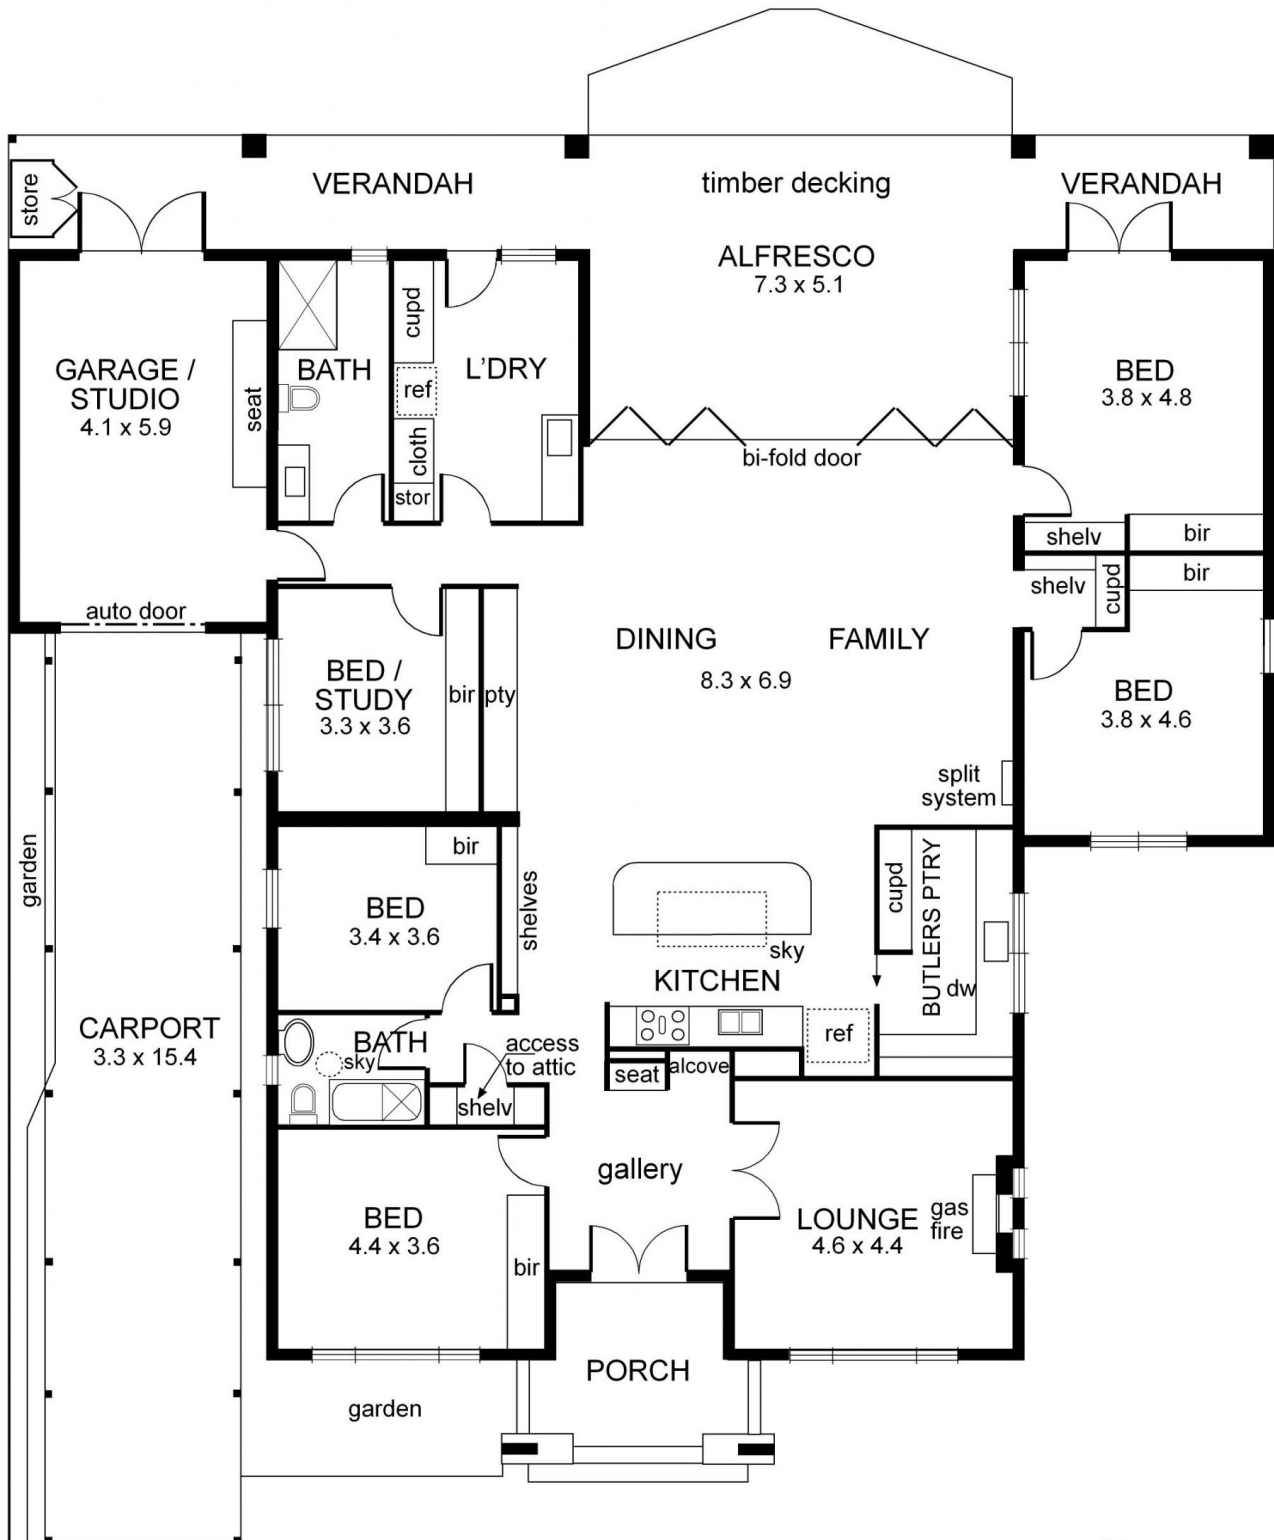 VERANDAH
timber decking
VERANDAH
store
ALFRESCO
7.3 x 5.1
cupd
GARAGE /
STUDIO
4.1 x 5.9
seat
BATH
ref
L'DRY
BED
3.8 x 4.8
cloth
stor
bi-fold door
shelv
bir
auto door
shelv
cupd
bir
BED /
STUDY
3.3 x 3.6
bir
pty
DINING
FAMILY
8.3 x 6.9
BED
3.8 x 4.6
split
system
garden
bir
BED
3.4 x 3.6
shelves
sky
KITCHEN
cupd
BUTLERS PTRY
dw
CARPORT
3.3 x 15.4
BATH
sky
access
to attic
shelv
ref
seat
alcove
gallery
BED
4.4 x 3.6
bir
LOUNGE
4.6 x 4.4
gas
fire
PORCH
garden